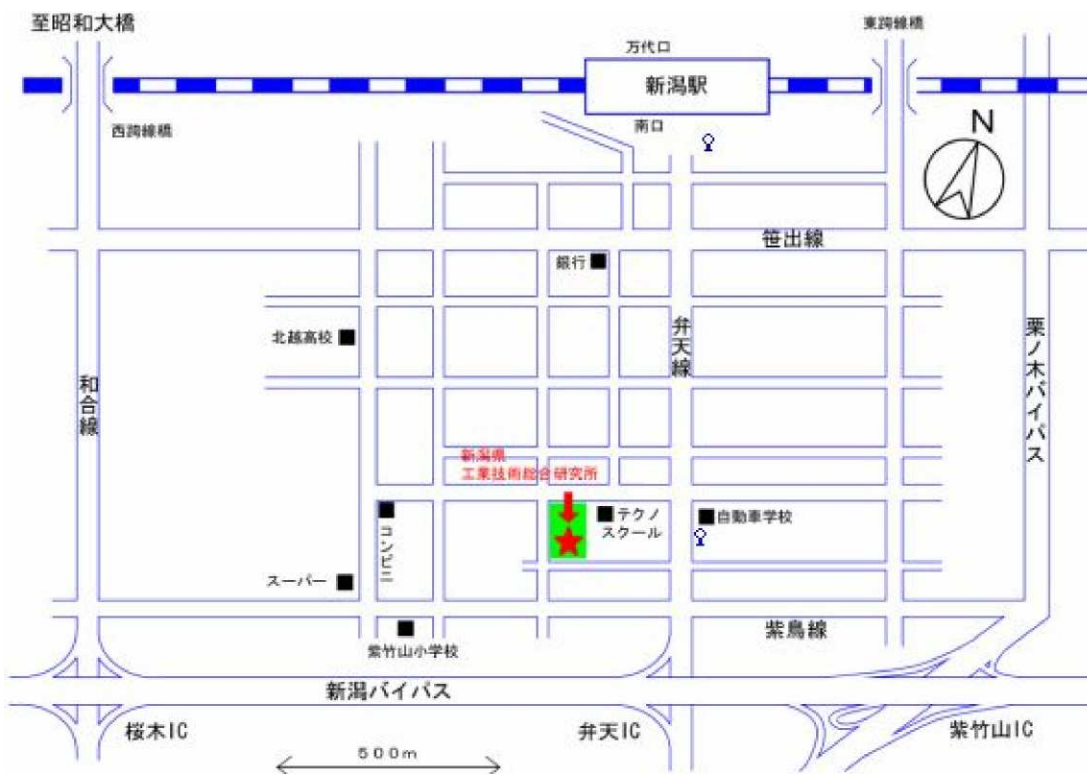 至昭和大橋
東跨線橋
万代口
新潟駅
西跨線橋
南口
N
笹出線
銀行
北越高校
弁天線
栗ノ木バイパス
和合線
新潟県
工業技術総合研究所
コンビニ
テクノ
スクール
自動車学校
スーパー
紫鳥線
紫竹山小学校
新潟バイパス
桜木IC
弁天IC
紫竹山IC
500m